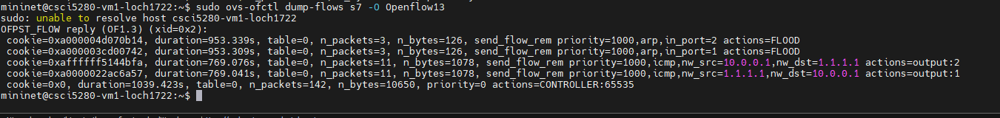 mininet@csci5280-vm1-loch1722:~$ sudo ovs-ofctl dump-flows s7 -O Openflow13
sudo: unable to resolve host csci5280-vm1-loch1722
OFPST_FLOW reply (OF1.3) (xid=0x2):
cookie=0xa000004d070b14, duration=953.339s, table=0, n_packets=3, n_bytes=126, send_flow_rem priority=1000,arp,in_port=2 actions=FLOOD
cookie=0xa000003cd00742, duration=953.309s, table=0, n_packets=3, n_bytes=126, send_flow_rem priority=1000,arp,in_port=1 actions=FLOOD
cookie=0xafffffff5144bfa, duration=769.076s, table=0, n_packets=11, n_bytes=1078, send_flow_rem priority=1000,icmp,nw_src=10.0.0.1,nw_dst=1.1.1.1 actions=output:2
cookie=0xa0000022ac6a57, duration=769.041s, table=0, n_packets=11, n_bytes=1078, send_flow_rem priority=1000,icmp,nw_src=1.1.1.1,nw_dst=10.0.0.1 actions=output:1
cookie=0x0, duration=1039.423s, table=0, n_packets=142, n_bytes=10650, priority=0 actions=CONTROLLER:65535
mininet@csci5280-vm1-loch1722:~$